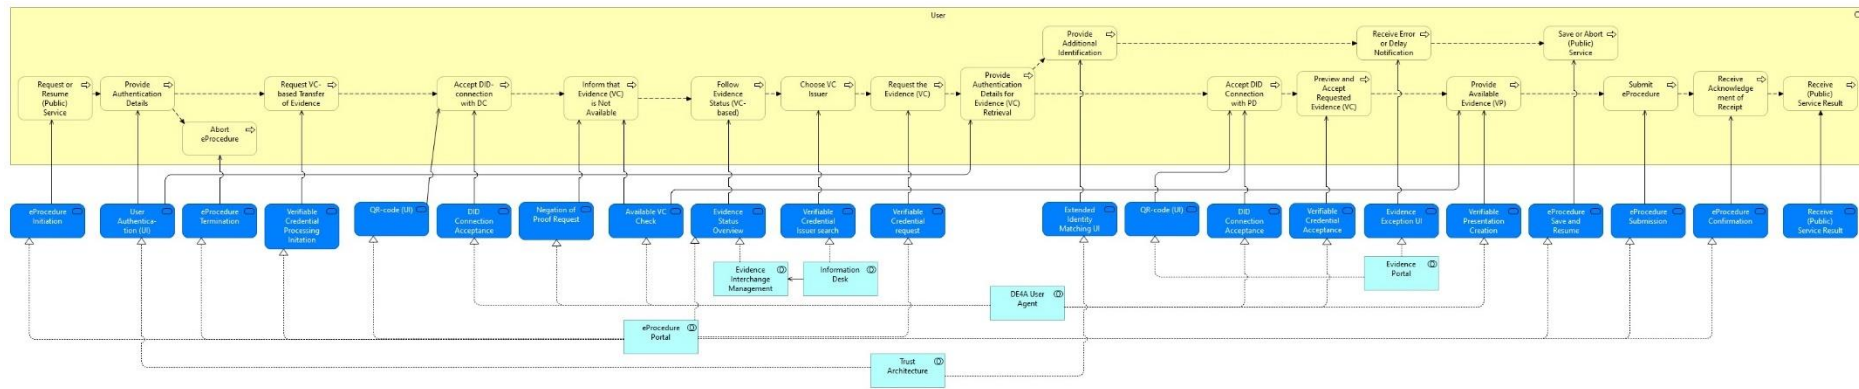 User
Provide
Additional
Identification
Receive Error
or Delay
Notification
Save or Abort
(Public)
Service
Request or
Resume
(Public)
Service
Provide
Authentication
Details
Request VC-
based Transfer
of Evidence
Accept DID-
connection
with DC
Inform that
Evidence (VC)
is Not
Available
Follow
Evidence
Status (VC-
based)
Choose VC
Issuer
Request the
Evidence (VC)
Provide
Authentication
Details for
Evidence (VC)
Retrieval
Accept DID
Connection
with PD
Preview and
Accept
Requested
Evidence (VC)
Provide
Available
Evidence (VP)
Submit
eProcedure
Receive
Acknowledge
ment of
Receipt
Receive
(Public)
Service Result
Abort
eProcedure
eProcedure
Initiation
User
Authentica-
tion (UI)
eProcedure
Termination
Verifiable
Credential
Processing
Initation
QR-code (UI)
DID
Connection
Acceptance
Negation of
Proof Request
Available VC
Check
Evidence
Status
Overview
Verifiable
Credential
Issuer search
Verifiable
Credential
request
Extended
Identity
Matching UI
QR-code (UI)
DID
Connection
Acceptance
Verifiable
Credential
Acceptance
Evidence
Exception UI
Verifiable
Presentation
Creation
eProcedure
Save and
Resume
eProcedure
Submission
eProcedure
Confirmation
Receive
(Public)
Service Result
Evidence
Interchange
Management
Information
Desk
Evidence
Portal
DE4A User
Agent
eProcedure
Portal
Trust
Architecture